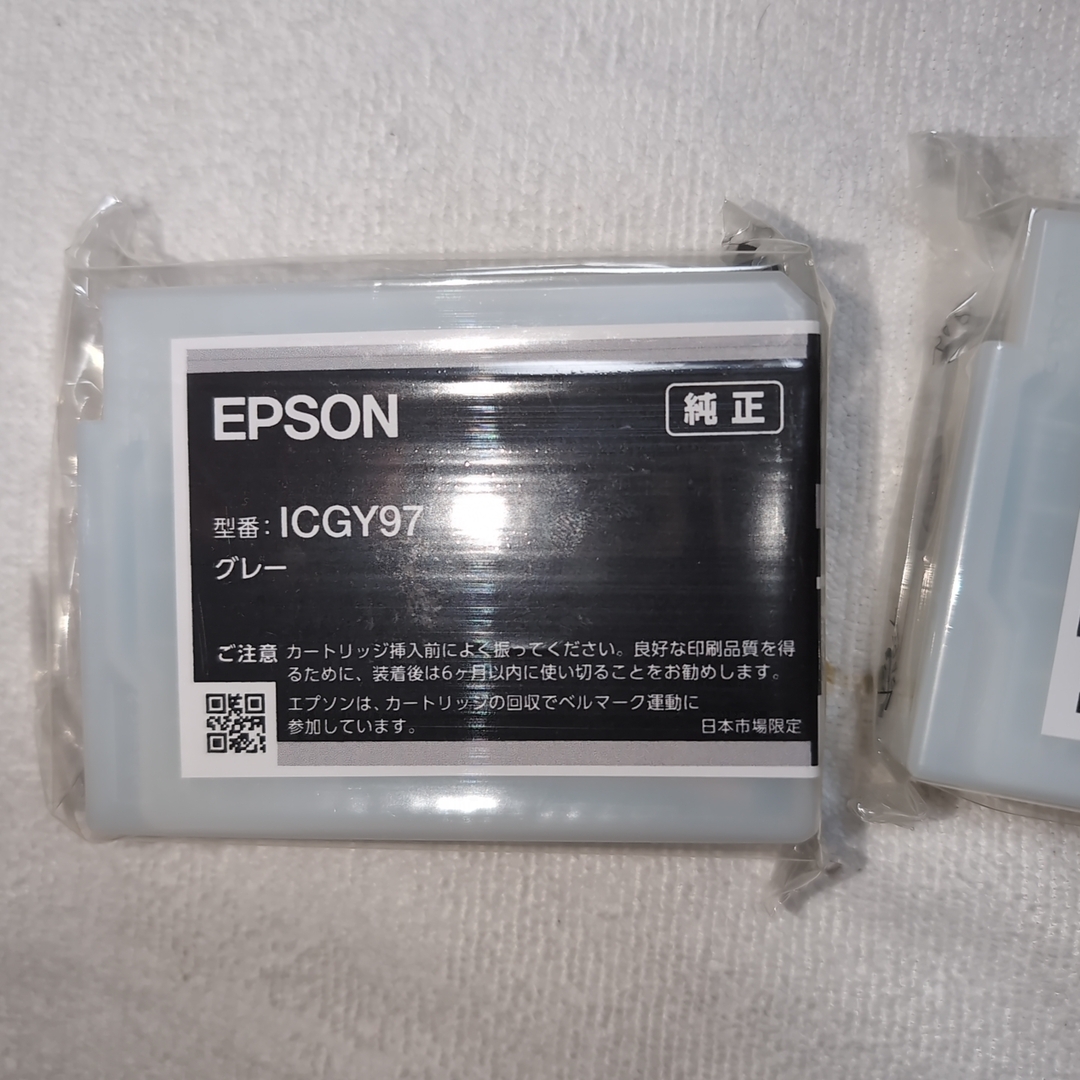 EPSON
純正
型番：ICGY97
グレー
ご注意 カートリッジ挿入前によく振ってください。良好な印刷品質を得
るために、装着後は6ヶ月以内に使い切ることをお勧めします。
エプソンは、カートリッジの回収でベルマーク運動に
参加しています。
日本市場限定